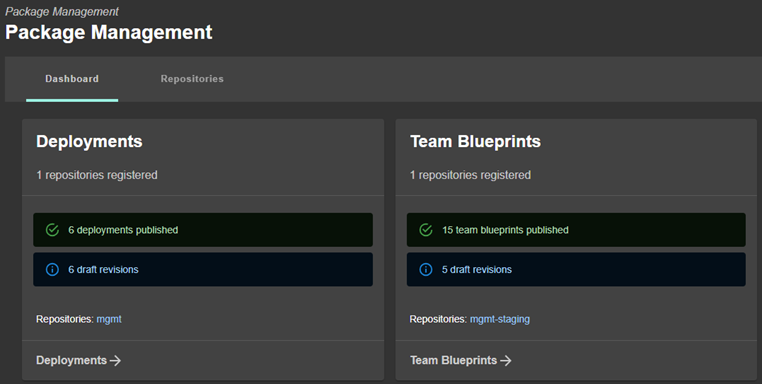 Package Management
Package Management
Dashboard Repositories
Deployments
1 repositories registered
6 deployments published
6 draft revisions
Repositories: mgmt
Deployments
Team Blueprints
1 repositories registered
15 team blueprints published
5 draft revisions
Repositories: mgmt-staging
Team Blueprints